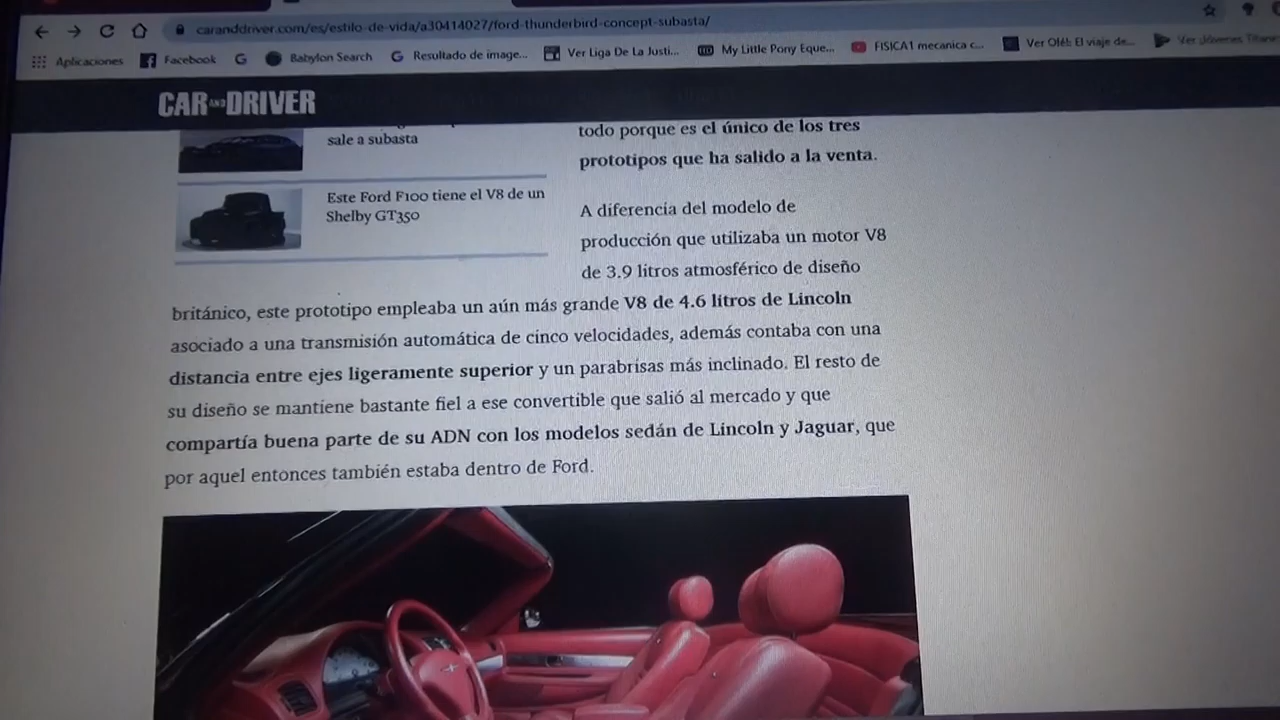 caranddriver.com/es/estilo-de-vida/a30414027/ford-thunderbird-concept-subasta/
Aplicaciones Facebook Babylon Search Resultado de image... Ver Liga De La Justi... My Little Pony Eque... FISICA1 mecanica c... Ver Olé!: El viaje de... Ver Jóvenes Titane
CAR AND DRIVER
sale a subasta
Este Ford F100 tiene el V8 de un
Shelby GT350
todo porque es el único de los tres
prototipos que ha salido a la venta.
A diferencia del modelo de
producción que utilizaba un motor V8
de 3.9 litros atmosférico de diseño
británico, este prototipo empleaba un aún más grande V8 de 4.6 litros de Lincoln
asociado a una transmisión automática de cinco velocidades, además contaba con una
distancia entre ejes ligeramente superior y un parabrisas más inclinado. El resto de
su diseño se mantiene bastante fiel a ese convertible que salió al mercado y que
compartía buena parte de su ADN con los modelos sedán de Lincoln y Jaguar, que
por aquel entonces también estaba dentro de Ford.